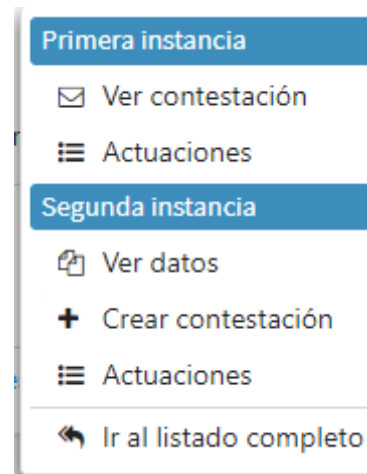 Primera instancia
Ver contestación
Actuaciones
Segunda instancia
Ver datos
Crear contestación
Actuaciones
Ir al listado completo